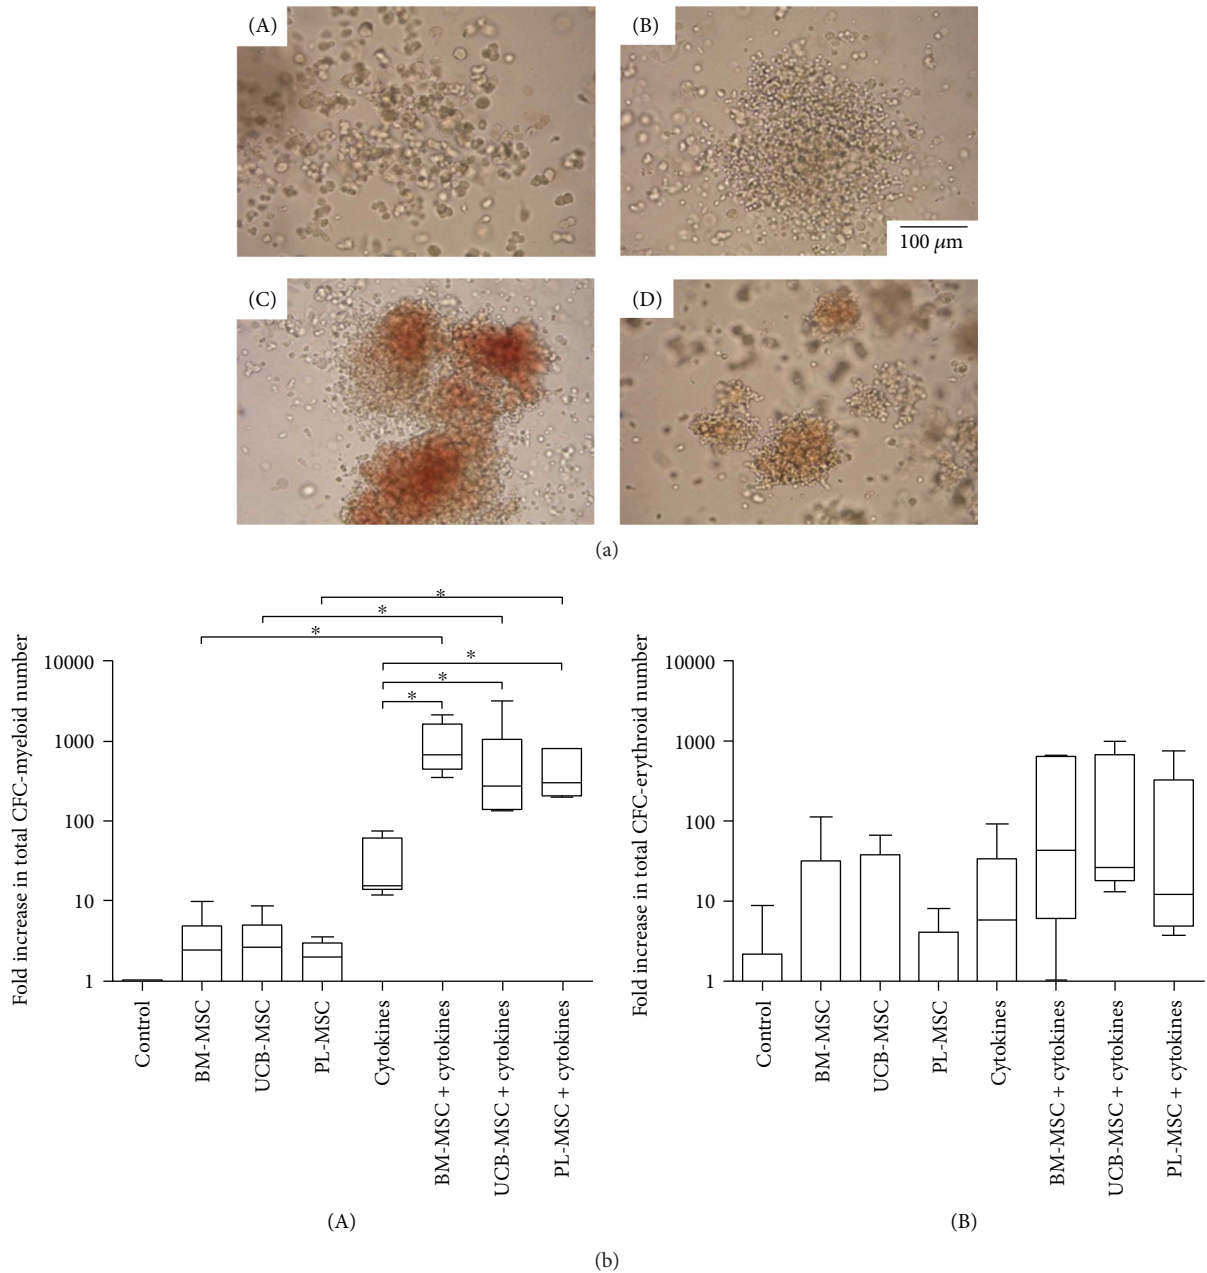 (A)
(B)
100 μm
(C)
(D)
(a)
Fold increase in total CFC-myeloid number
10000
1000
100
10
1
*
*
*
*
*
*
Control
BM-MSC
UCB-MSC
PL-MSC
Cytokines
BM-MSC + cytokines
UCB-MSC + cytokines
PL-MSC + cytokines
(A)
Fold increase in total CFC-erythroid number
10000
1000
100
10
1
Control
BM-MSC
UCB-MSC
PL-MSC
Cytokines
BM-MSC + cytokines
UCB-MSC + cytokines
PL-MSC + cytokines
(B)
(b)